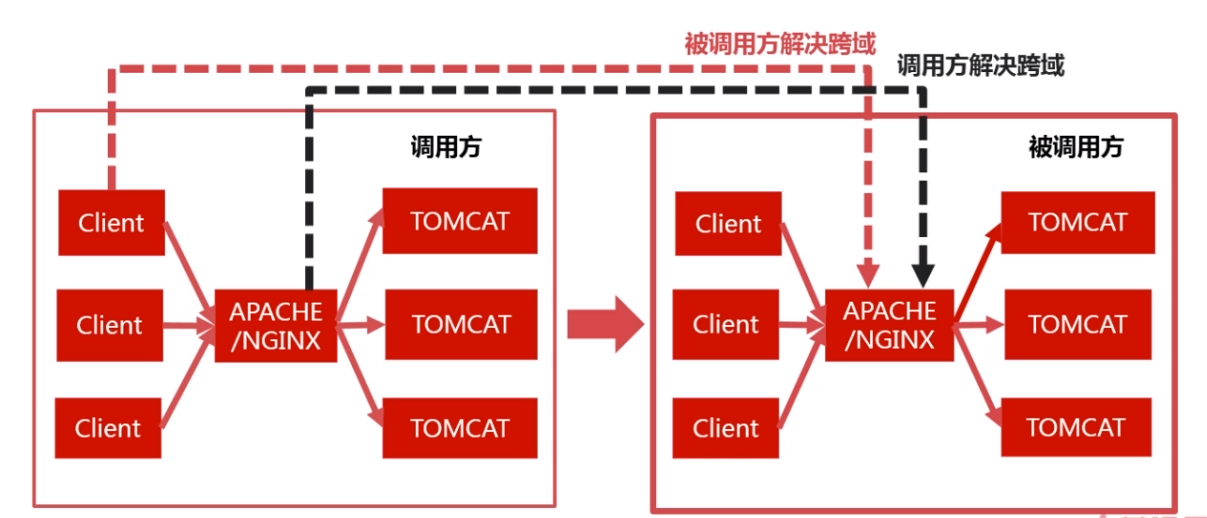 被调用方解决跨域
调用方解决跨域
调用方
Client
TOMCAT
Client
APACHE
/NGINX
TOMCAT
Client
TOMCAT
被调用方
Client
TOMCAT
Client
APACHE
/NGINX
TOMCAT
Client
TOMCAT